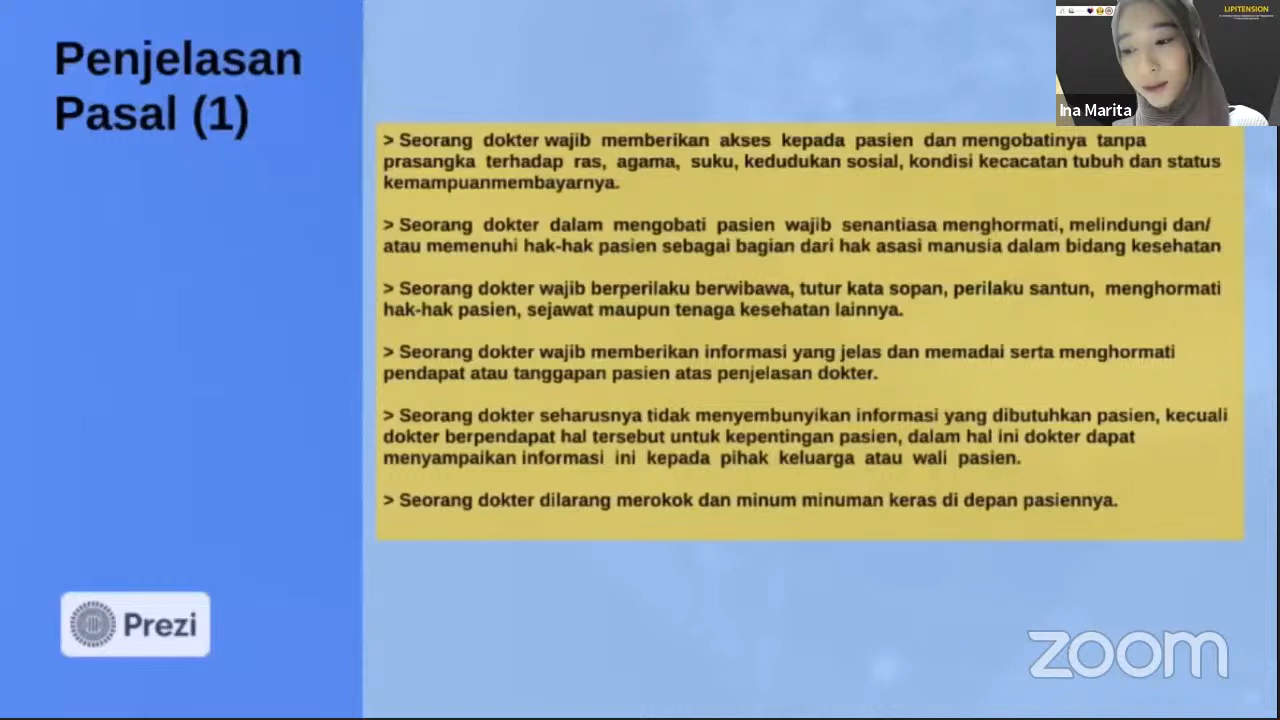 Penjelasan
Pasal (1)
> Seorang dokter wajib memberikan akses kepada pasien dan mengobatinya tanpa
prasangka terhadap ras, agama, suku, kedudukan sosial, kondisi kecacatan tubuh dan status
kemampuanmembayarnya.
> Seorang dokter dalam mengobati pasien wajib senantiasa menghormati, melindungi dan/
atau memenuhi hak-hak pasien sebagai bagian dari hak asasi manusia dalam bidang kesehatan
> Seorang dokter wajib berperilaku berwibawa, tutur kata sopan, perilaku santun, menghormati
hak-hak pasien, sejawat maupun tenaga kesehatan lainnya.
> Seorang dokter wajib memberikan informasi yang jelas dan memadai serta menghormati
pendapat atau tanggapan pasien atas penjelasan dokter.
> Seorang dokter seharusnya tidak menyembunyikan informasi yang dibutuhkan pasien, kecuali
dokter berpendapat hal tersebut untuk kepentingan pasien, dalam hal ini dokter dapat
menyampaikan informasi ini kepada pihak keluarga atau wali pasien.
> Seorang dokter dilarang merokok dan minum minuman keras di depan pasiennya.
Prezi
LIPITENSION
Ina Marita
zoom